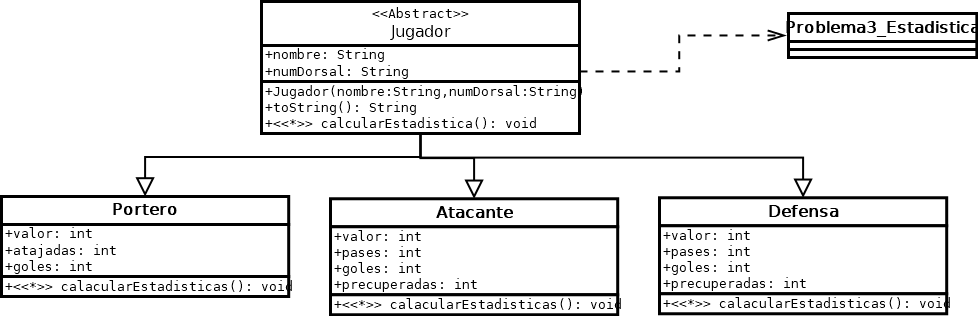 <<Abstract>>
Jugador
+nombre: String
+numDorsal: String
+Jugador(nombre:String,numDorsal:String)
+toString(): String
+<<*>> calcularEstadistica(): void
Problema3_Estadistica
Portero
+valor: int
+atajadas: int
+goles: int
+<<*>> calacularEstadisticas(): void
Atacante
+valor: int
+pases: int
+goles: int
+precuperadas: int
+<<*>> calacularEstadisticas(): void
Defensa
+valor: int
+pases: int
+goles: int
+precuperadas: int
+<<*>> calacularEstadisticas(): void